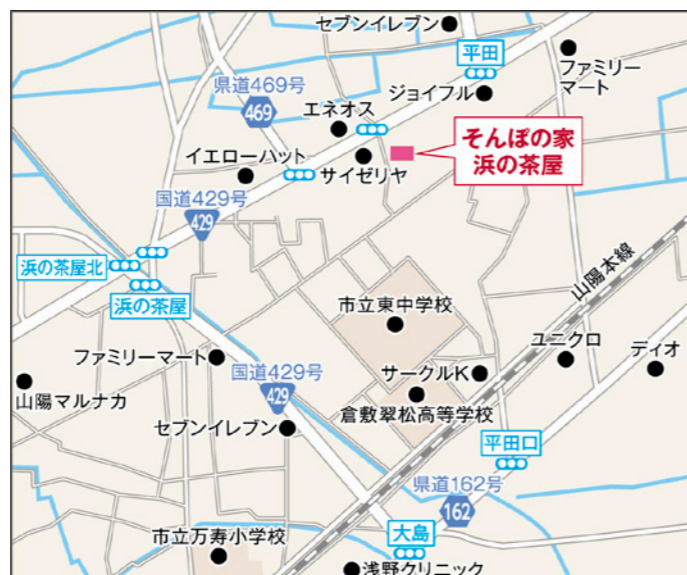 セブンイレブン
平田
ファミリー
マート
県道469号
469
ジョイフル
エネオス
そんぽの家
浜の茶屋
イエローハット
サイゼリヤ
国道429号
429
浜の茶屋北
浜の茶屋
山陽本線
市立東中学校
ファミリーマート
ユニクロ
ディオ
国道429号
429
サークルK
山陽マルナカ
倉敷翠松高等学校
セブンイレブン
平田口
県道162号
162
大島
市立万寿小学校
浅野クリニック